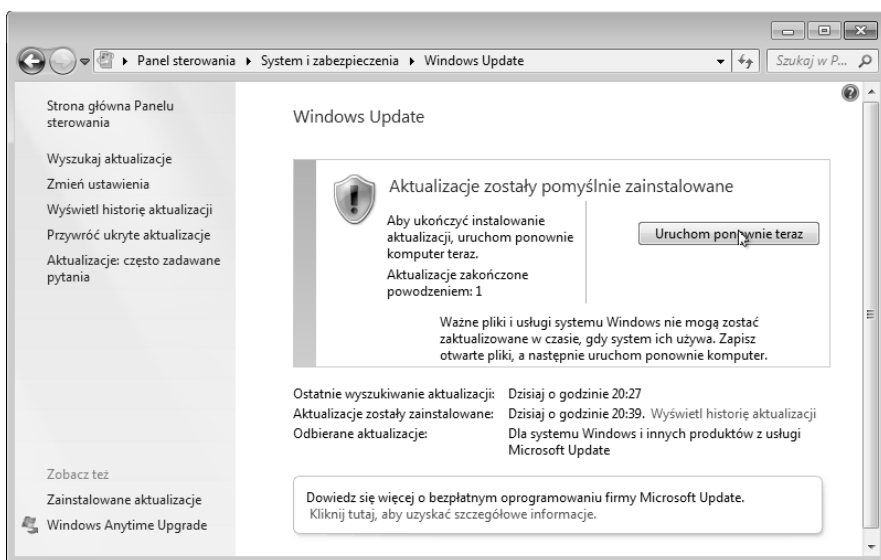 Panel sterowania ▸ System i zabezpieczenia ▸ Windows Update
Szukaj w P...
Strona główna Panelu
sterowania
Wyszukaj aktualizacje
Zmień ustawienia
Wyświetl historię aktualizacji
Przywróć ukryte aktualizacje
Aktualizacje: często zadawane
pytania
Zobacz też
Zainstalowane aktualizacje
Windows Anytime Upgrade
Windows Update
Aktualizacje zostały pomyślnie zainstalowane
Aby ukończyć instalowanie
aktualizacji, uruchom ponownie
komputer teraz.
Aktualizacje zakończone
powodzeniem: 1
Uruchom ponownie teraz
Ważne pliki i usługi systemu Windows nie mogą zostać
zaktualizowane w czasie, gdy system ich używa. Zapisz
otwarte pliki, a następnie uruchom ponownie komputer.
Ostatnie wyszukiwanie aktualizacji: Dzisiaj o godzinie 20:27
Aktualizacje zostały zainstalowane: Dzisiaj o godzinie 20:39. Wyświetl historię aktualizacji
Odbierane aktualizacje: Dla systemu Windows i innych produktów z usługi
Microsoft Update
Dowiedz się więcej o bezpłatnym oprogramowaniu firmy Microsoft Update.
Kliknij tutaj, aby uzyskać szczegółowe informacje.